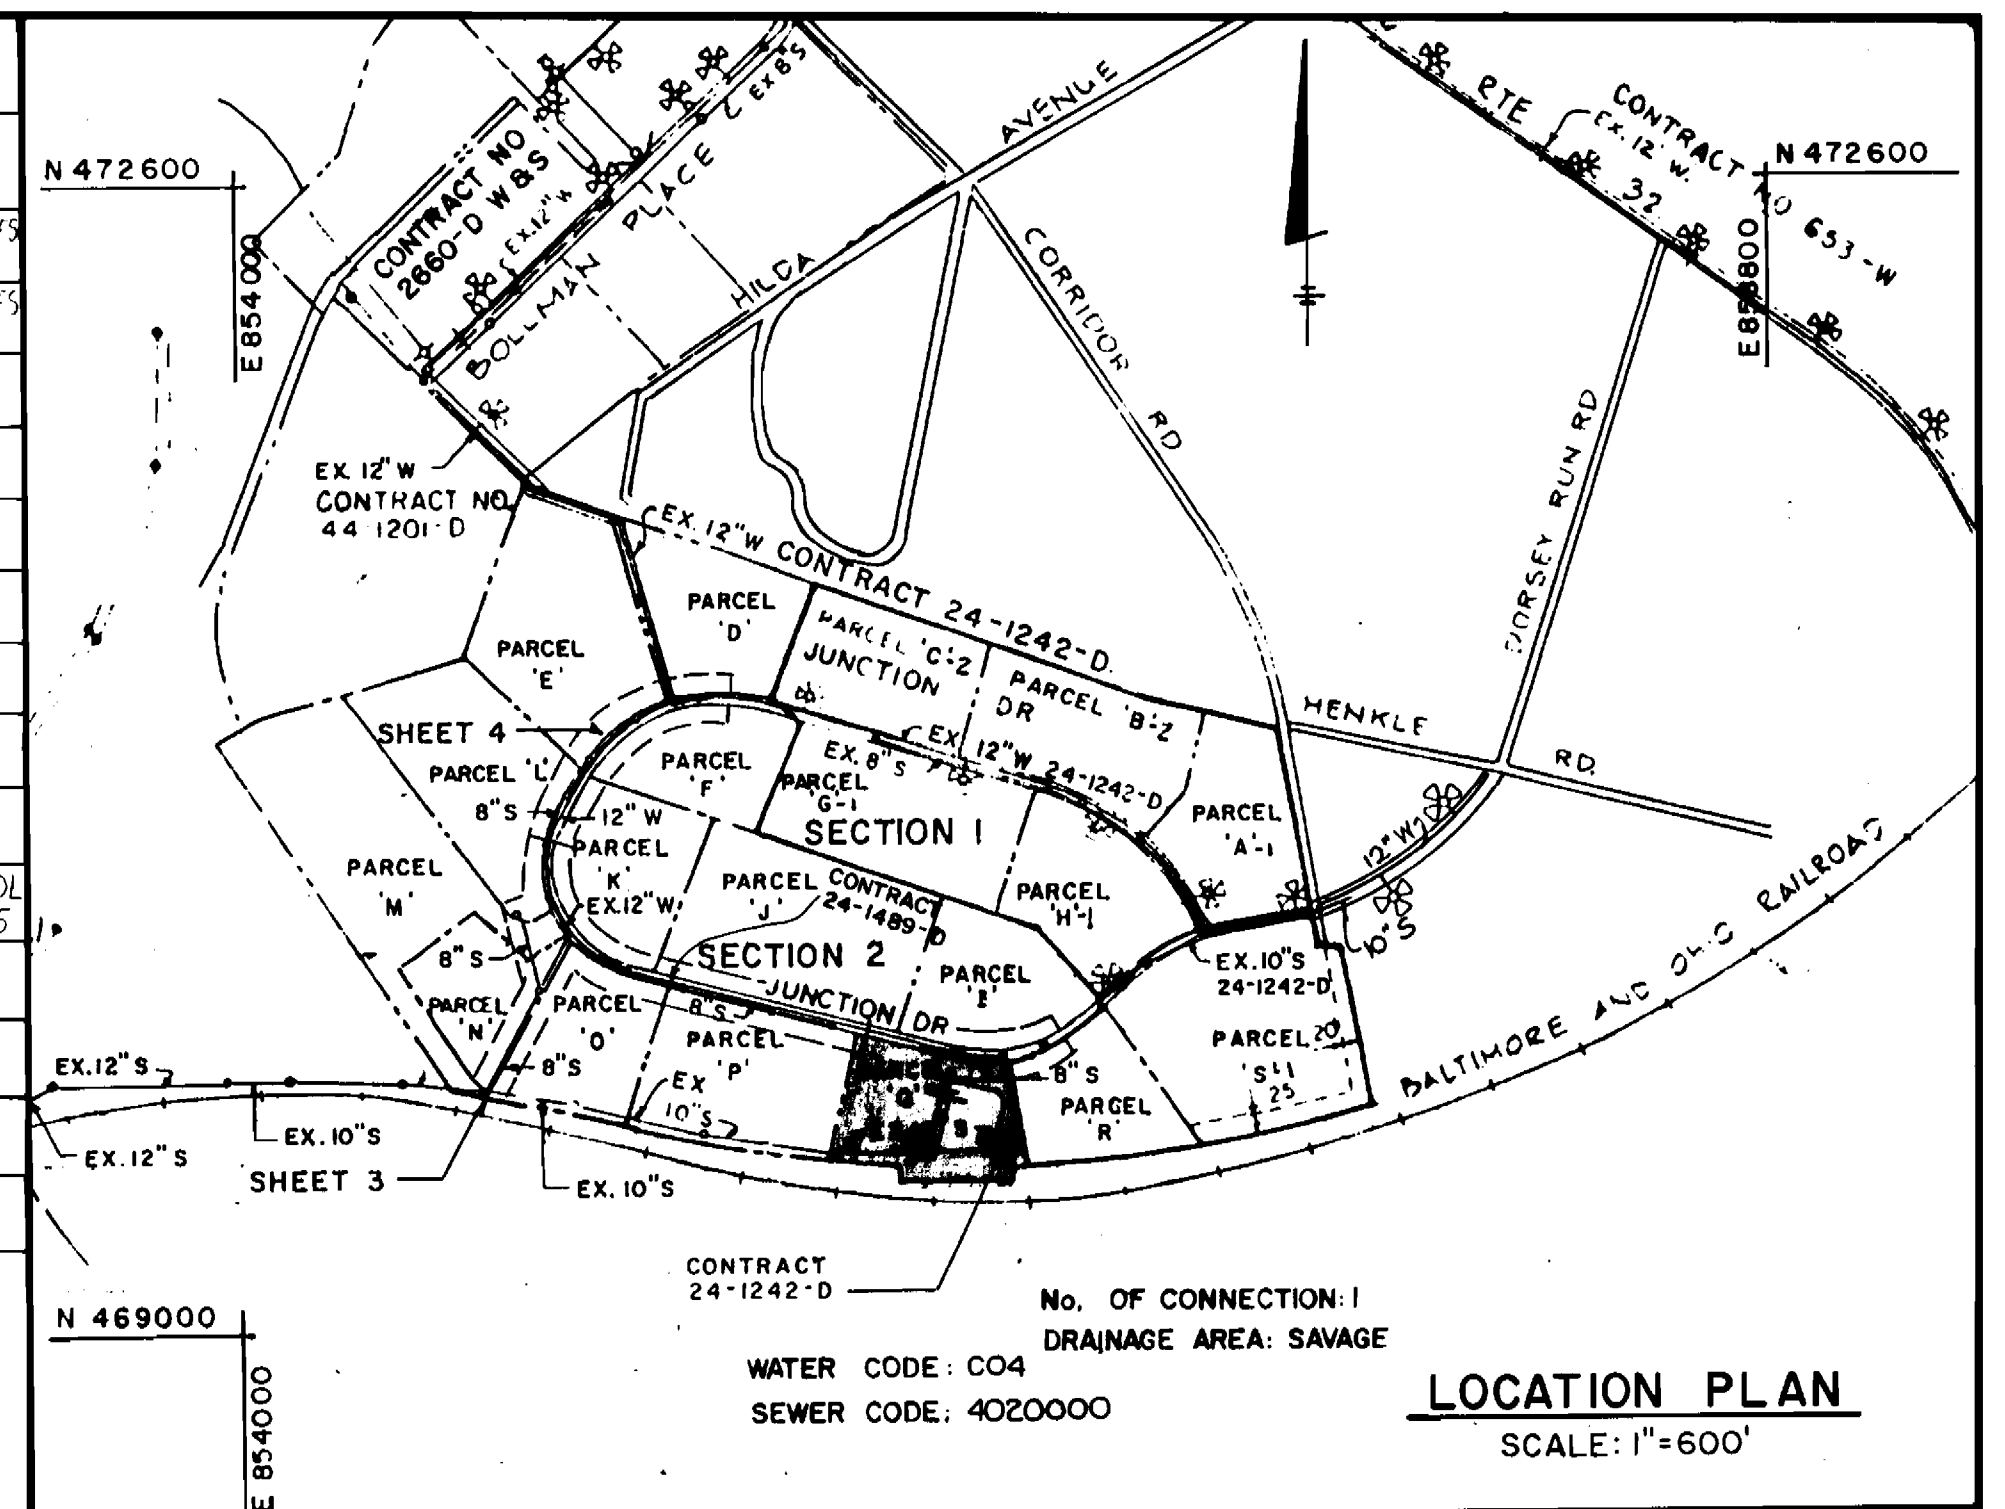 EX 8"S
AVENUE
RTE
32
CONTRACT NO 653-W
EX. 12" W.
N 472600
N 472600
E 854000
CONTRACT NO
2660-D W&S
EX.12"W
BOLLMAN PLACE
HILDA
CORRIDOR RD
DORSEY RUN RD
EX. 12" W
CONTRACT NO.
44-1201-D
EX. 12"W CONTRACT 24-1242-D.
PARCEL
'D'
PARCEL 'C'-2
JUNCTION
PARCEL 'B'-2
DR
PARCEL
'E'
HENKLE RD.
SHEET 4
EX. 12"W 24-1242-D
EX. 8"S
PARCEL 'L'
PARCEL
'F'
PARCEL
'G'-1
8"S
12" W
SECTION 1
PARCEL
'A'-1
12"W
PARCEL
'K'
PARCEL
'M'
PARCEL
'J'
CONTRACT
24-1489-D
PARCEL
'H'-1
EX.12"W
10"S
8"S
SECTION 2
PARCEL
EX.10"S
24-1242-D
BALTIMORE AND OHIO RAILROAD
PARCEL
'N'
PARCEL
'O'
JUNCTION DR
8"S
PARCEL
'P'
PARCEL
'S'-1
20'
25
EX.12"S
8"S
EX
10"S
8"S
PARCEL
'R'
EX.10"S
EX.12"S
SHEET 3
EX. 10"S
CONTRACT
24-1242-D
No. OF CONNECTION: 1
DRAINAGE AREA: SAVAGE
N 469000
E 854000
WATER CODE: C04
SEWER CODE: 4020000
LOCATION PLAN
SCALE: 1"=600'